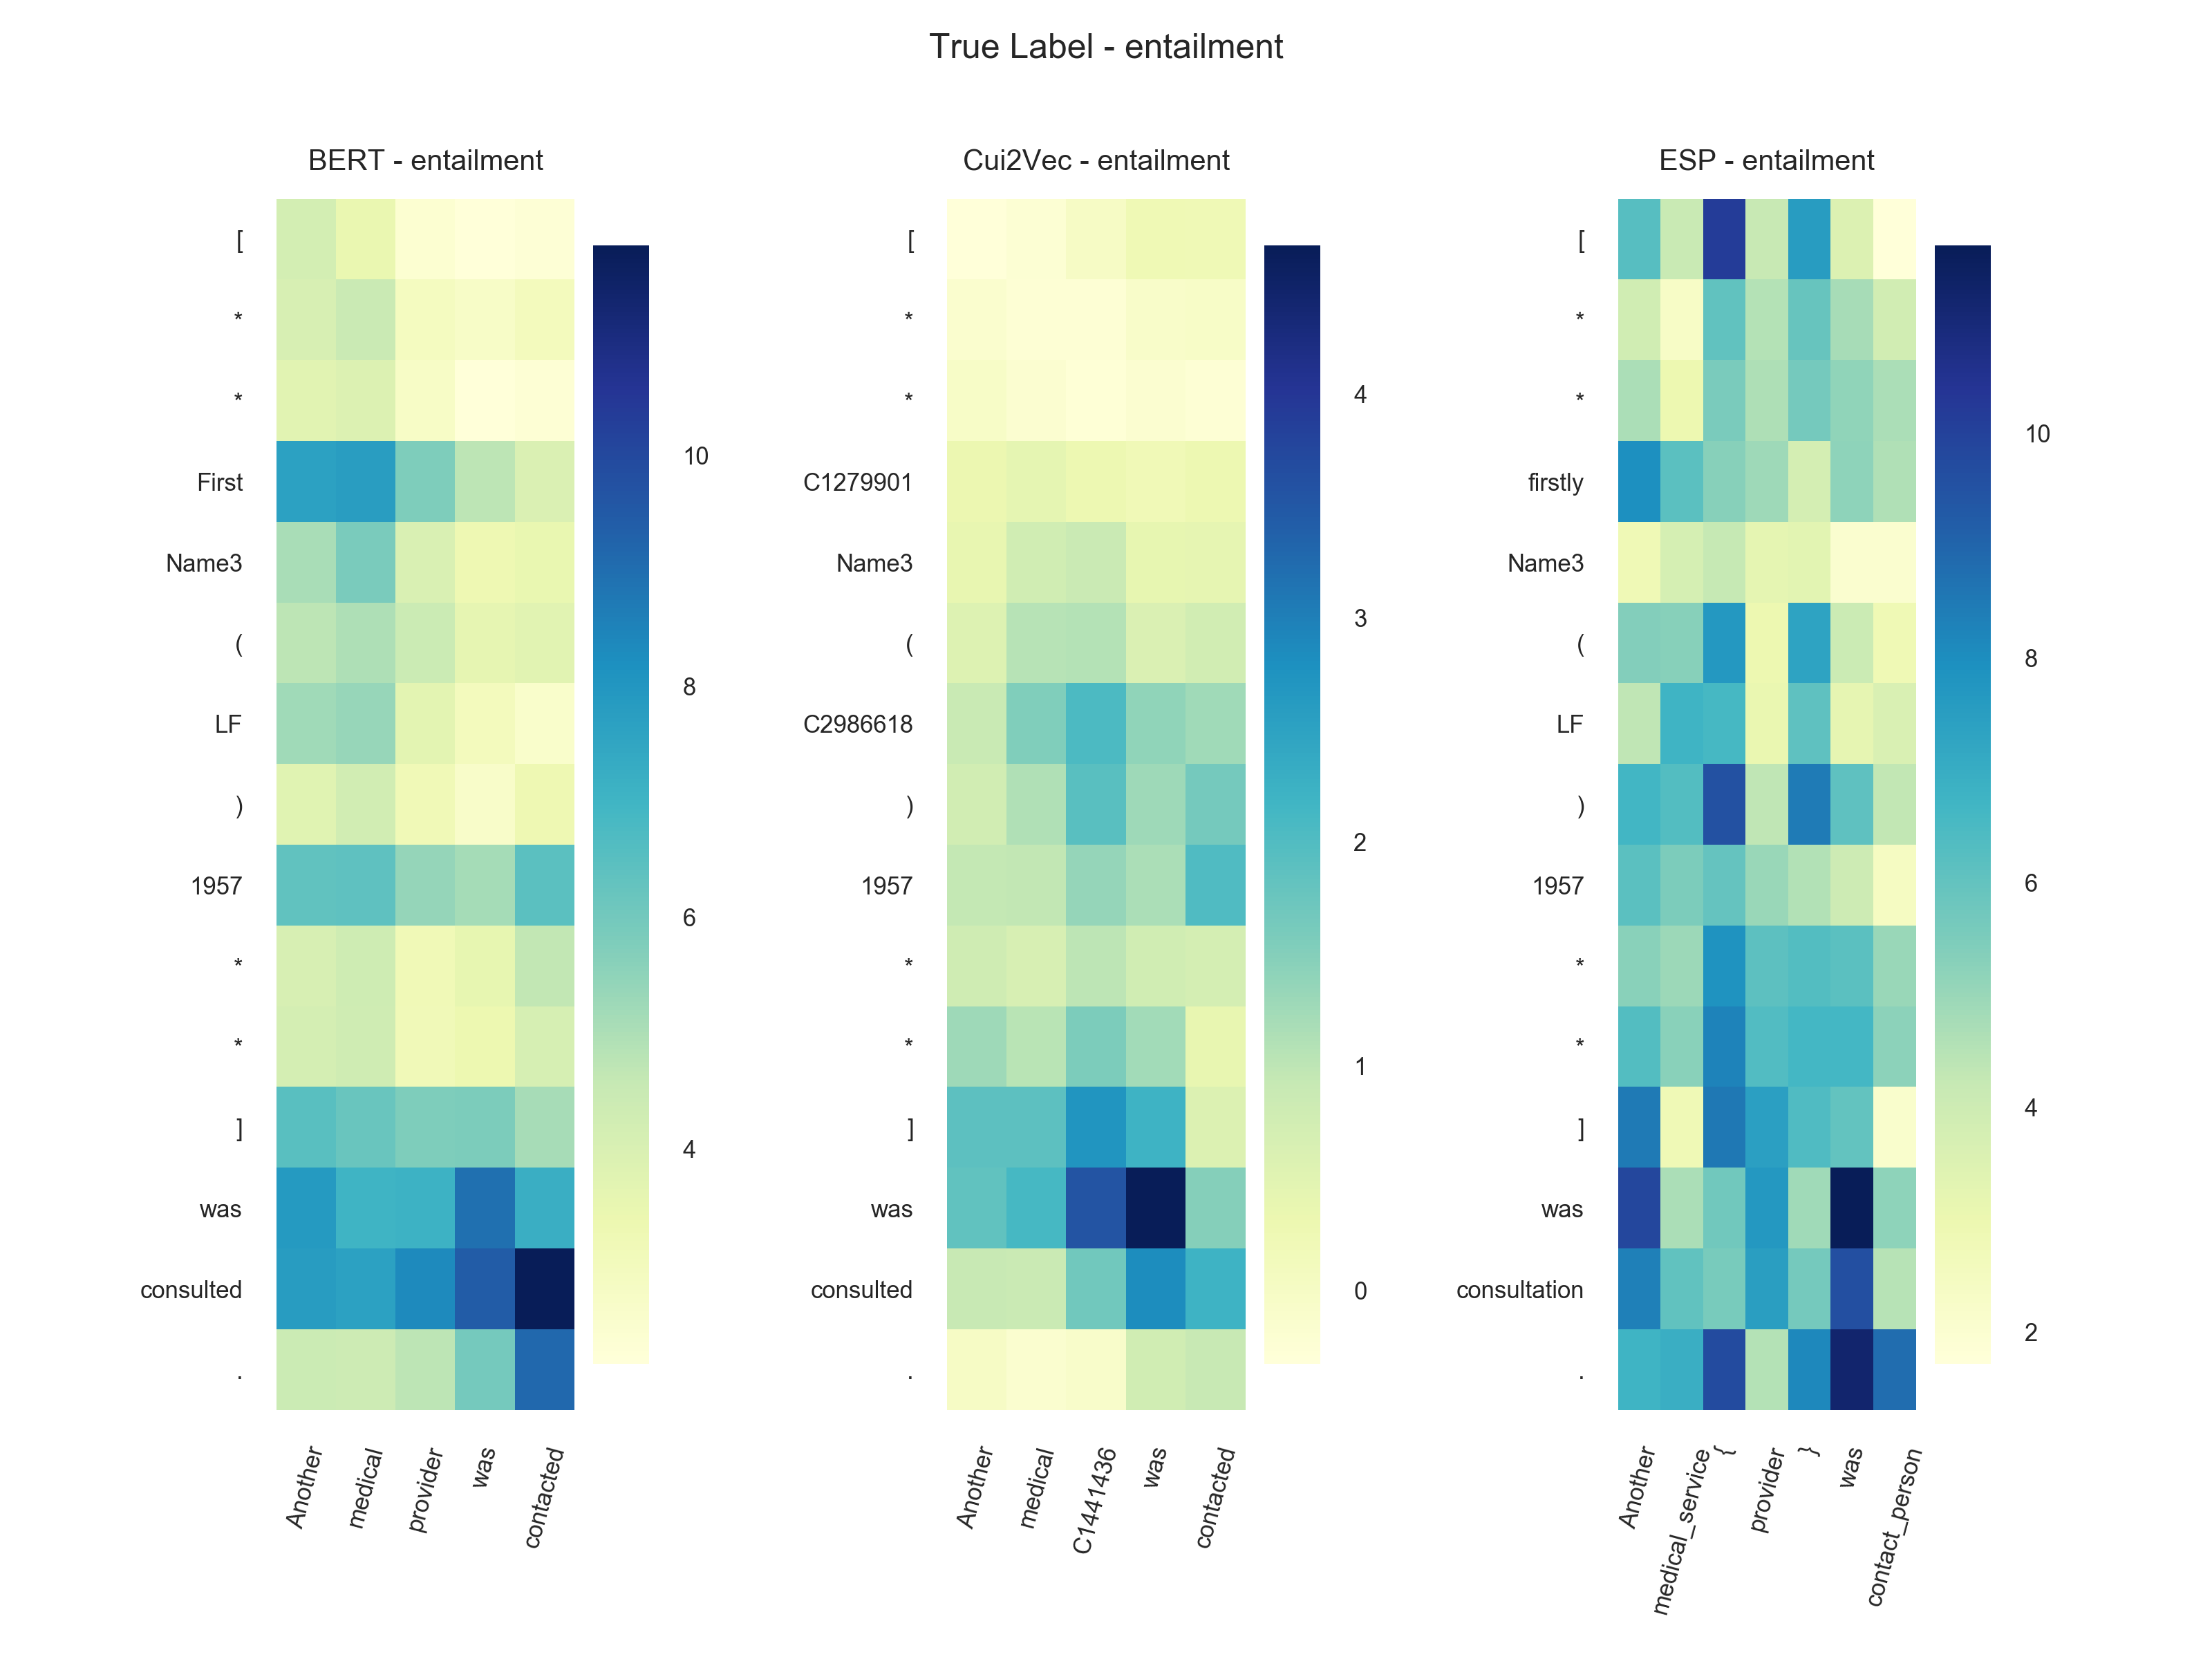 True Label - entailment
BERT - entailment
[
*
*
First
Name3
(
LF
)
1957
*
*
]
was
consulted
.
Another
medical
provider
was
contacted
10
8
6
4
Cui2Vec - entailment
[
*
*
C1279901
Name3
(
C2986618
)
1957
*
*
]
was
consulted
.
Another
medical
C1441436
was
contacted
4
3
2
1
0
ESP - entailment
[
*
*
firstly
Name3
(
LF
)
1957
*
*
]
was
consultation
.
Another
medical_service
{
provider
}
was
contact_person
10
8
6
4
2